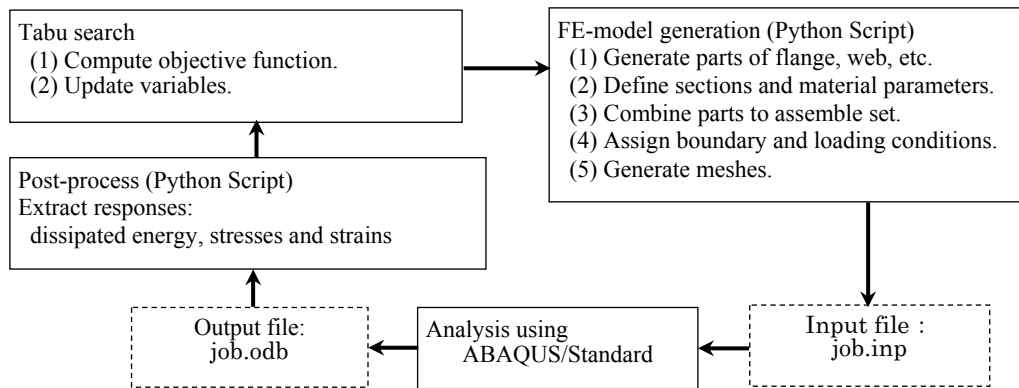 Tabu search
(1) Compute objective function.
(2) Update variables.
FE-model generation (Python Script)
(1) Generate parts of flange, web, etc.
(2) Define sections and material parameters.
(3) Combine parts to assemble set.
(4) Assign boundary and loading conditions.
(5) Generate meshes.
Post-process (Python Script)
Extract responses:
dissipated energy, stresses and strains
Output file:
job.odb
Analysis using
ABAQUS/Standard
Input file :
job.inp